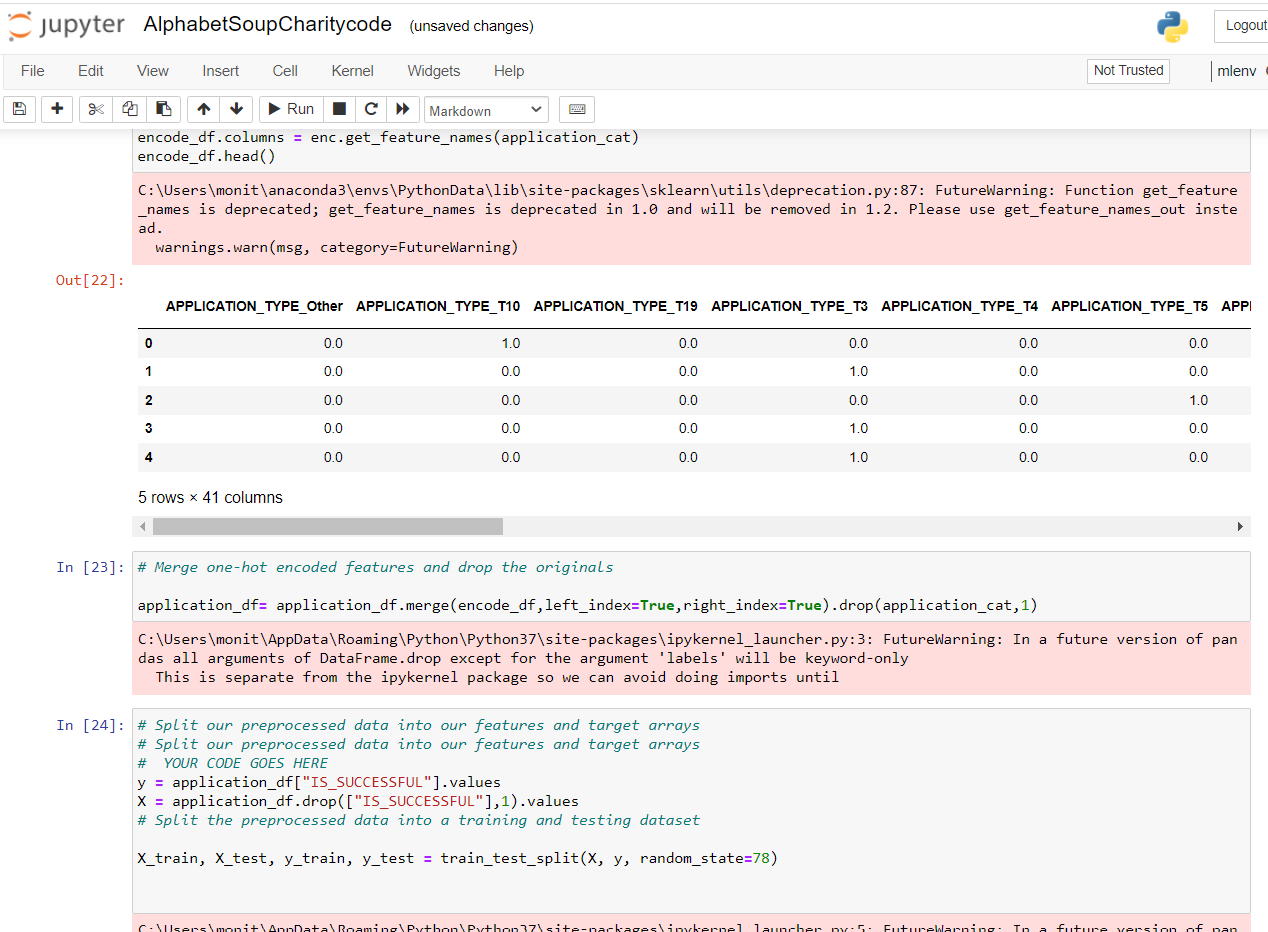 jupyter AlphabetSoupCharitycode (unsaved changes)
Logout
File Edit View Insert Cell Kernel Widgets Help
Not Trusted
mlenv
Run
Markdown
encode_df.columns = enc.get_feature_names(application_cat)
encode_df.head()
C:\Users\monit\anaconda3\envs\PythonData\lib\site-packages\sklearn\utils\deprecation.py:87: FutureWarning: Function get_feature
_names is deprecated; get_feature_names is deprecated in 1.0 and will be removed in 1.2. Please use get_feature_names_out inste
ad.
  warnings.warn(msg, category=FutureWarning)
Out[22]:
APPLICATION_TYPE_Other APPLICATION_TYPE_T10 APPLICATION_TYPE_T19 APPLICATION_TYPE_T3 APPLICATION_TYPE_T4 APPLICATION_TYPE_T5 APPI
0 0.0 1.0 0.0 0.0 0.0 0.0
1 0.0 0.0 0.0 1.0 0.0 0.0
2 0.0 0.0 0.0 0.0 0.0 1.0
3 0.0 0.0 0.0 1.0 0.0 0.0
4 0.0 0.0 0.0 1.0 0.0 0.0
5 rows × 41 columns
In [23]: # Merge one-hot encoded features and drop the originals
application_df= application_df.merge(encode_df,left_index=True,right_index=True).drop(application_cat,1)
C:\Users\monit\AppData\Roaming\Python\Python37\site-packages\ipykernel_launcher.py:3: FutureWarning: In a future version of pan
das all arguments of DataFrame.drop except for the argument 'labels' will be keyword-only
  This is separate from the ipykernel package so we can avoid doing imports until
In [24]: # Split our preprocessed data into our features and target arrays
# Split our preprocessed data into our features and target arrays
#  YOUR CODE GOES HERE
y = application_df["IS_SUCCESSFUL"].values
X = application_df.drop(["IS_SUCCESSFUL"],1).values
# Split the preprocessed data into a training and testing dataset
X_train, X_test, y_train, y_test = train_test_split(X, y, random_state=78)
C:\Users\monit\AppData\Roaming\Python\Python37\site-packages\ipykernel_launcher.py:5: FutureWarning: In a future version of pan